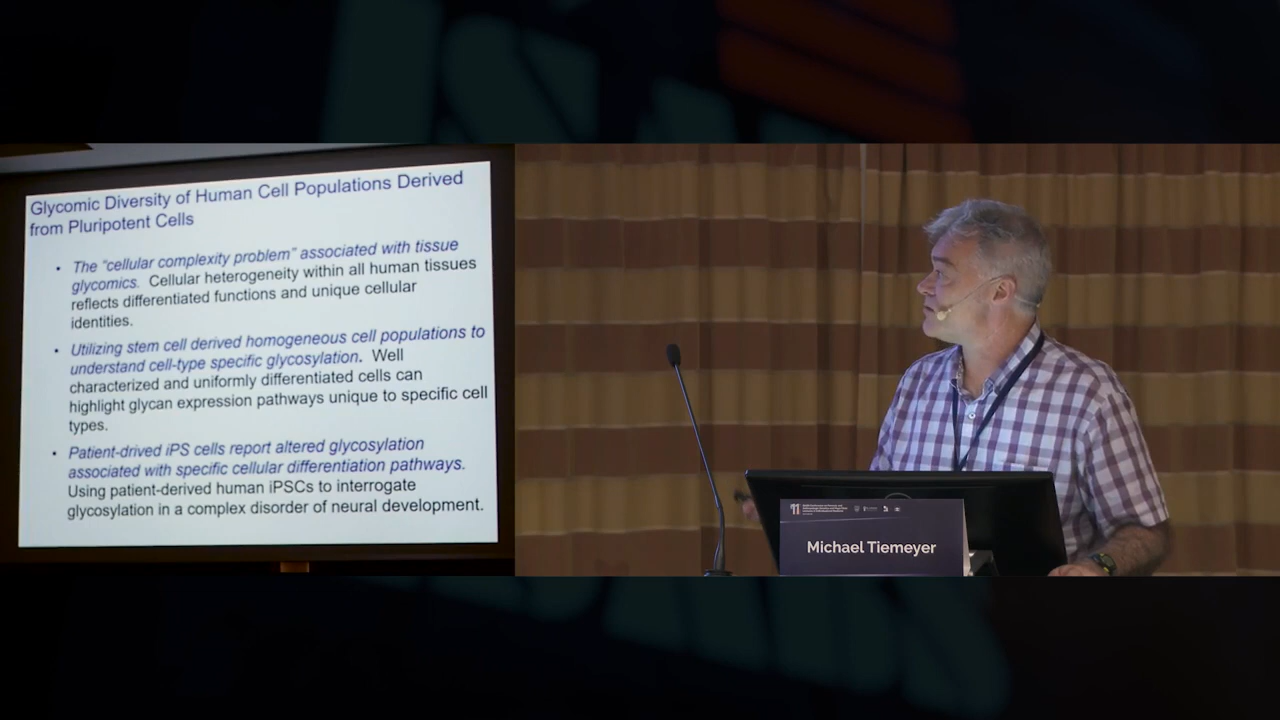 Glycomic Diversity of Human Cell Populations Derived
from Pluripotent Cells
• The “cellular complexity problem” associated with tissue
glycomics. Cellular heterogeneity within all human tissues
reflects differentiated functions and unique cellular
identities.
• Utilizing stem cell derived homogeneous cell populations to
understand cell-type specific glycosylation. Well
characterized and uniformly differentiated cells can
highlight glycan expression pathways unique to specific cell
types.
• Patient-drived iPS cells report altered glycosylation
associated with specific cellular differentiation pathways.
Using patient-derived human iPSCs to interrogate
glycosylation in a complex disorder of neural development.
11
Michael Tiemeyer